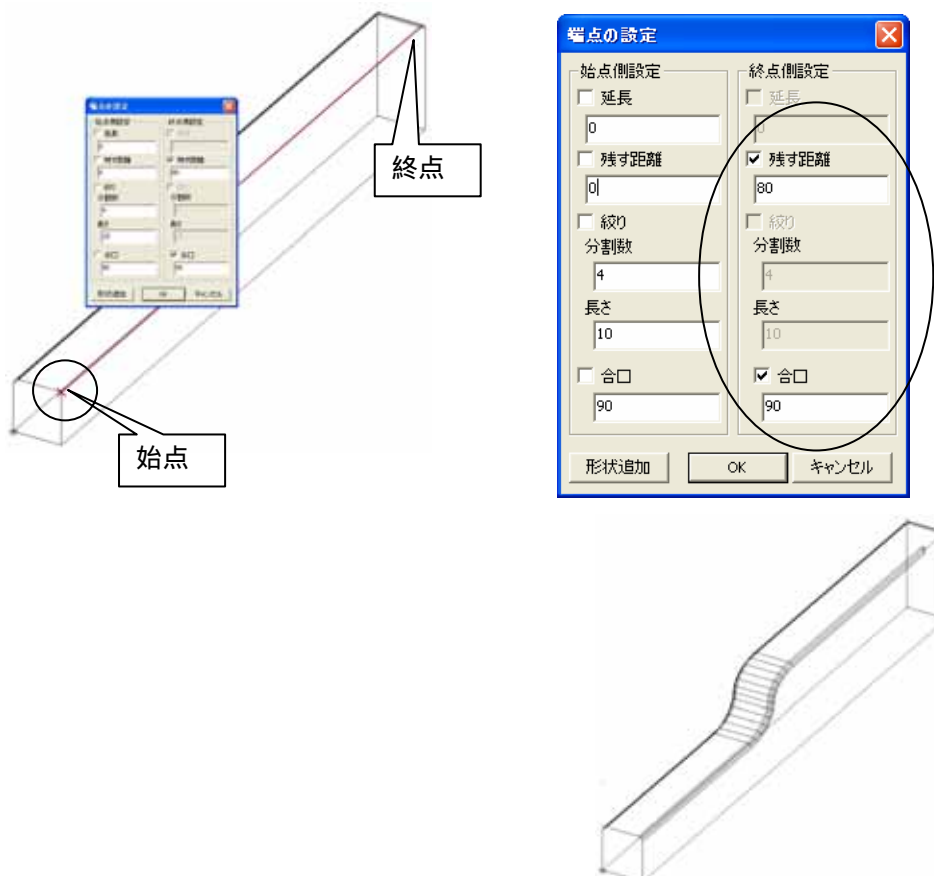 端点の設定
始点側設定
延長
0
残す距離
0
絞り
分割数
4
長さ
10
合口
90
終点側設定
延長
0
残す距離
80
絞り
分割数
4
長さ
10
合口
90
形状追加 OK キャンセル
終点
始点